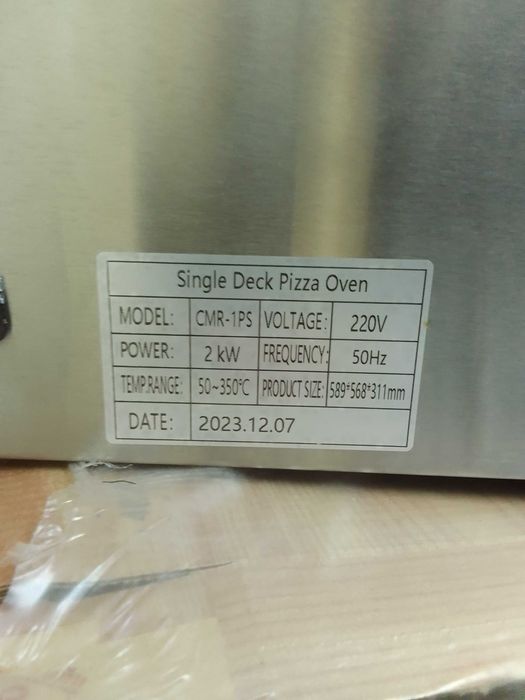 Single Deck Pizza Oven
MODEL: CMR-1PS VOLTAGE: 220V
POWER: 2 kW FREQUENCY: 50Hz
TEMP.RANGE: 50~350℃ PRODUCT SIZE: 589*568*311mm
DATE: 2023.12.07